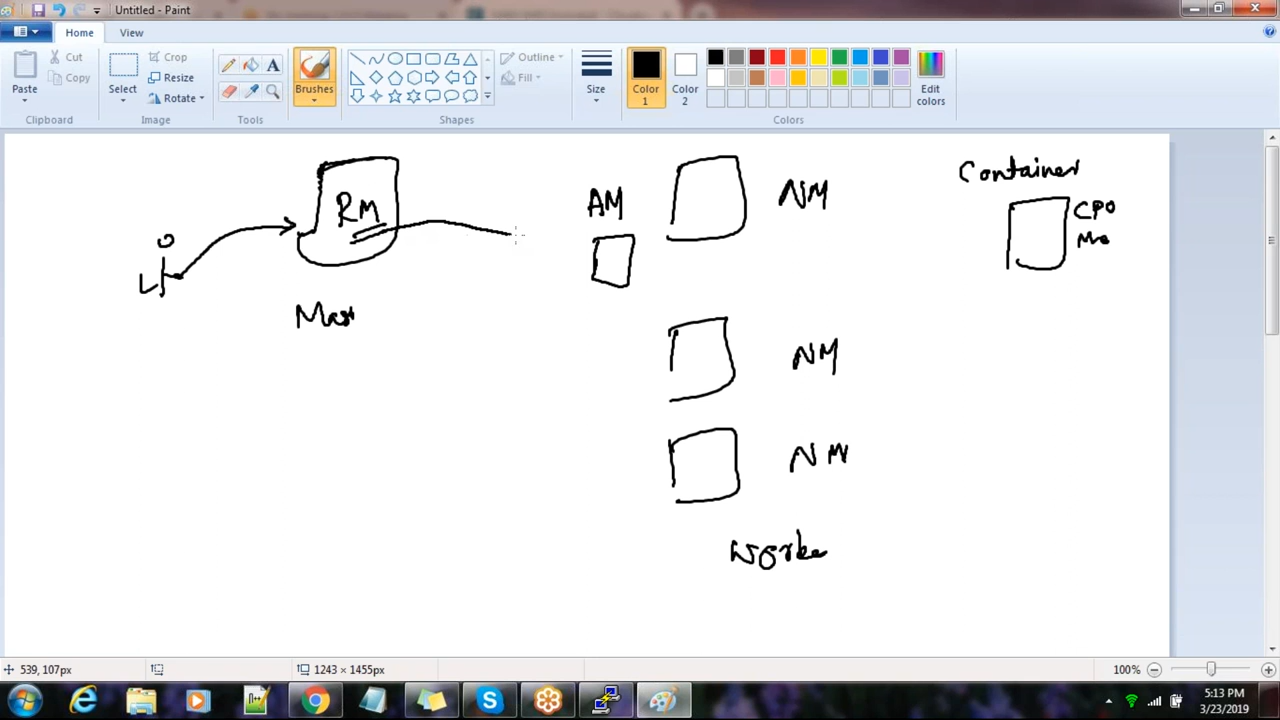 Untitled - Paint
Home
View
Paste
Cut
Copy
Clipboard
Select
Crop
Resize
Rotate
Image
Tools
Brushes
Shapes
Outline
Fill
Size
Color
1
Color
2
Edit
colors
Colors
Container
CPO
Me
AM
NM
RM
O
Mast
NM
NM
Worke
539, 107px
1243 × 1455px
100%
5:13 PM
3/23/2019